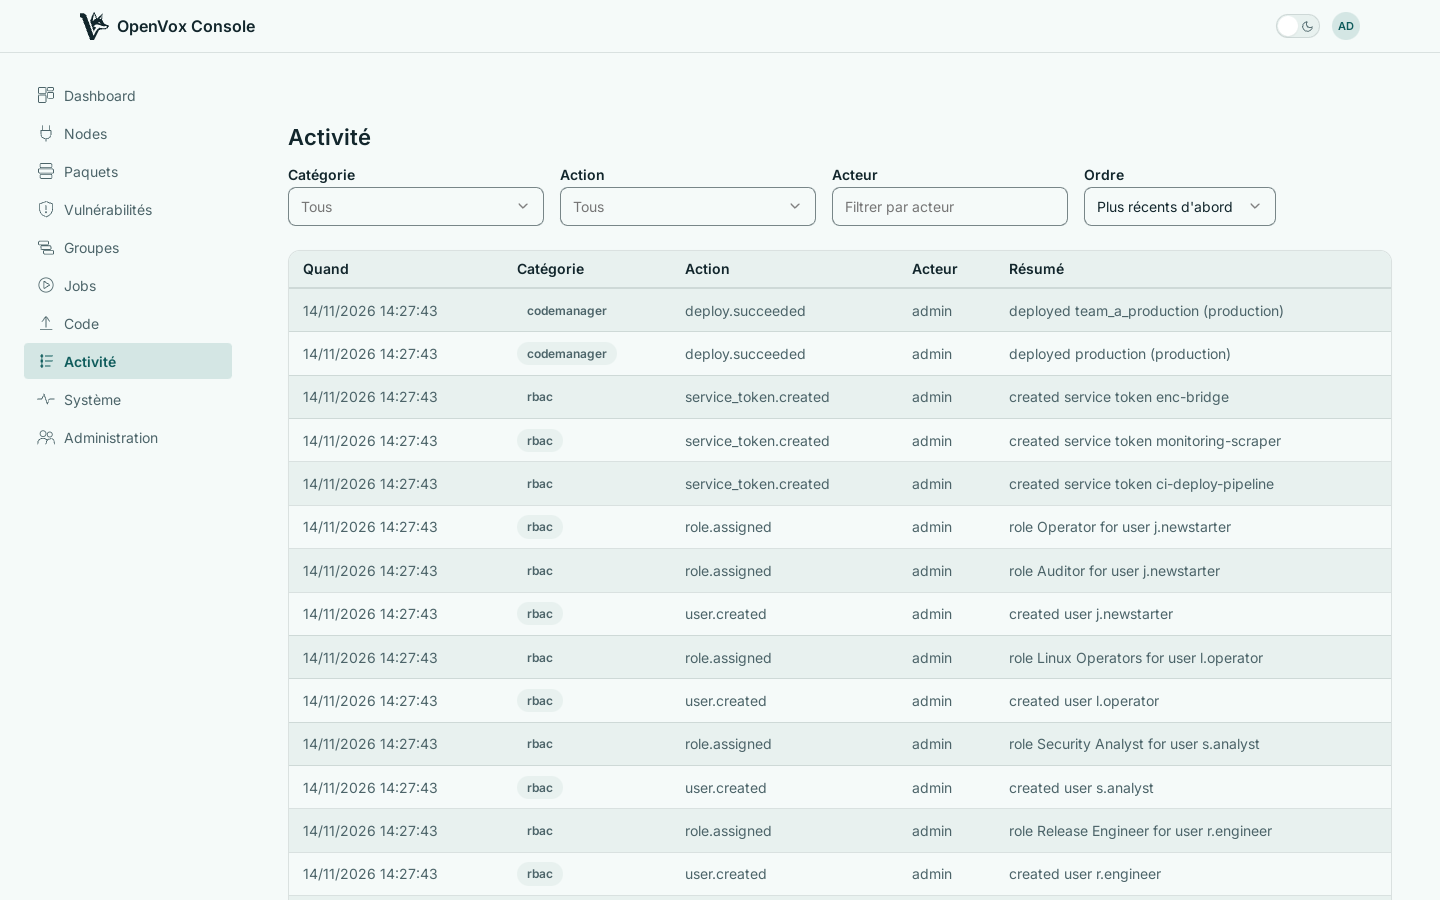 OpenVox Console
AD
Dashboard
Nodes
Paquets
Vulnérabilités
Groupes
Jobs
Code
Activité
Système
Administration
Activité
Catégorie Action Acteur Ordre
Tous Tous Filtrer par acteur Plus récents d'abord
Quand Catégorie Action Acteur Résumé
14/11/2026 14:27:43 codemanager deploy.succeeded admin deployed team_a_production (production)
14/11/2026 14:27:43 codemanager deploy.succeeded admin deployed production (production)
14/11/2026 14:27:43 rbac service_token.created admin created service token enc-bridge
14/11/2026 14:27:43 rbac service_token.created admin created service token monitoring-scraper
14/11/2026 14:27:43 rbac service_token.created admin created service token ci-deploy-pipeline
14/11/2026 14:27:43 rbac role.assigned admin role Operator for user j.newstarter
14/11/2026 14:27:43 rbac role.assigned admin role Auditor for user j.newstarter
14/11/2026 14:27:43 rbac user.created admin created user j.newstarter
14/11/2026 14:27:43 rbac role.assigned admin role Linux Operators for user l.operator
14/11/2026 14:27:43 rbac user.created admin created user l.operator
14/11/2026 14:27:43 rbac role.assigned admin role Security Analyst for user s.analyst
14/11/2026 14:27:43 rbac user.created admin created user s.analyst
14/11/2026 14:27:43 rbac role.assigned admin role Release Engineer for user r.engineer
14/11/2026 14:27:43 rbac user.created admin created user r.engineer